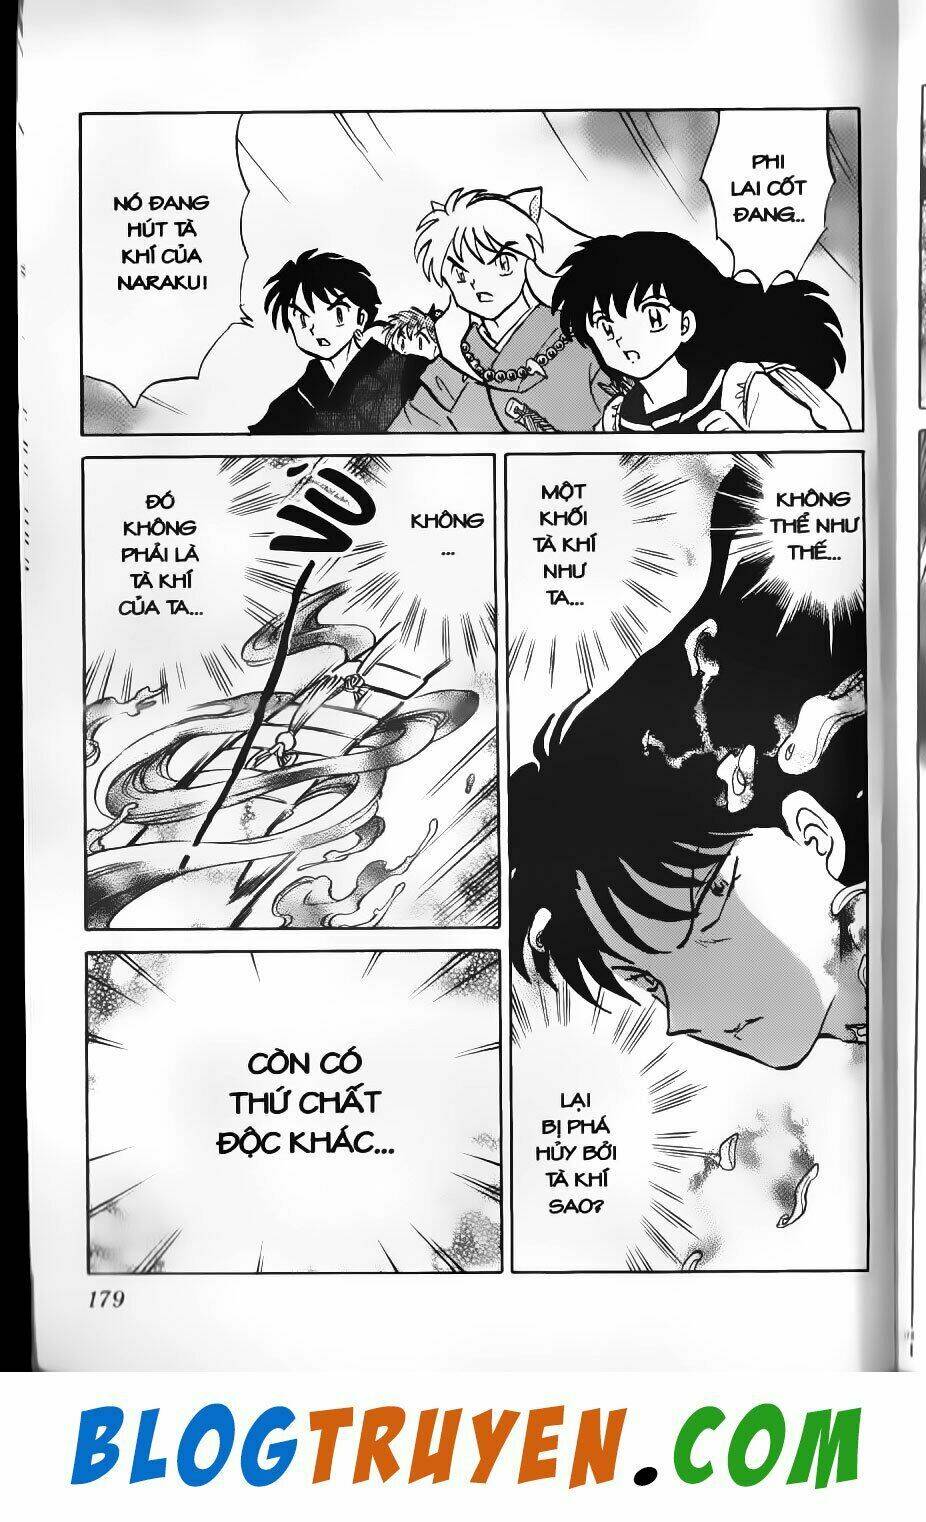 PHI
LAI CỐT
ĐANG...
NÓ ĐANG
HÚT TÀ
KHÍ CỦA
NARAKU!
KHÔNG
THỂ NHƯ
THẾ...
MỘT
KHỐI
TÀ KHÍ
NHƯ
TA...
LẠI
BỊ PHÁ
HỦY BỞI
TÀ KHÍ
SAO?
KHÔNG
...
VÙ
ĐÓ
KHÔNG
PHẢI LÀ
TÀ KHÍ
CỦA TA...
CÒN CÓ
THỨ CHẤT
ĐỘC KHÁC...
179
BLOGTRUYEN.COM